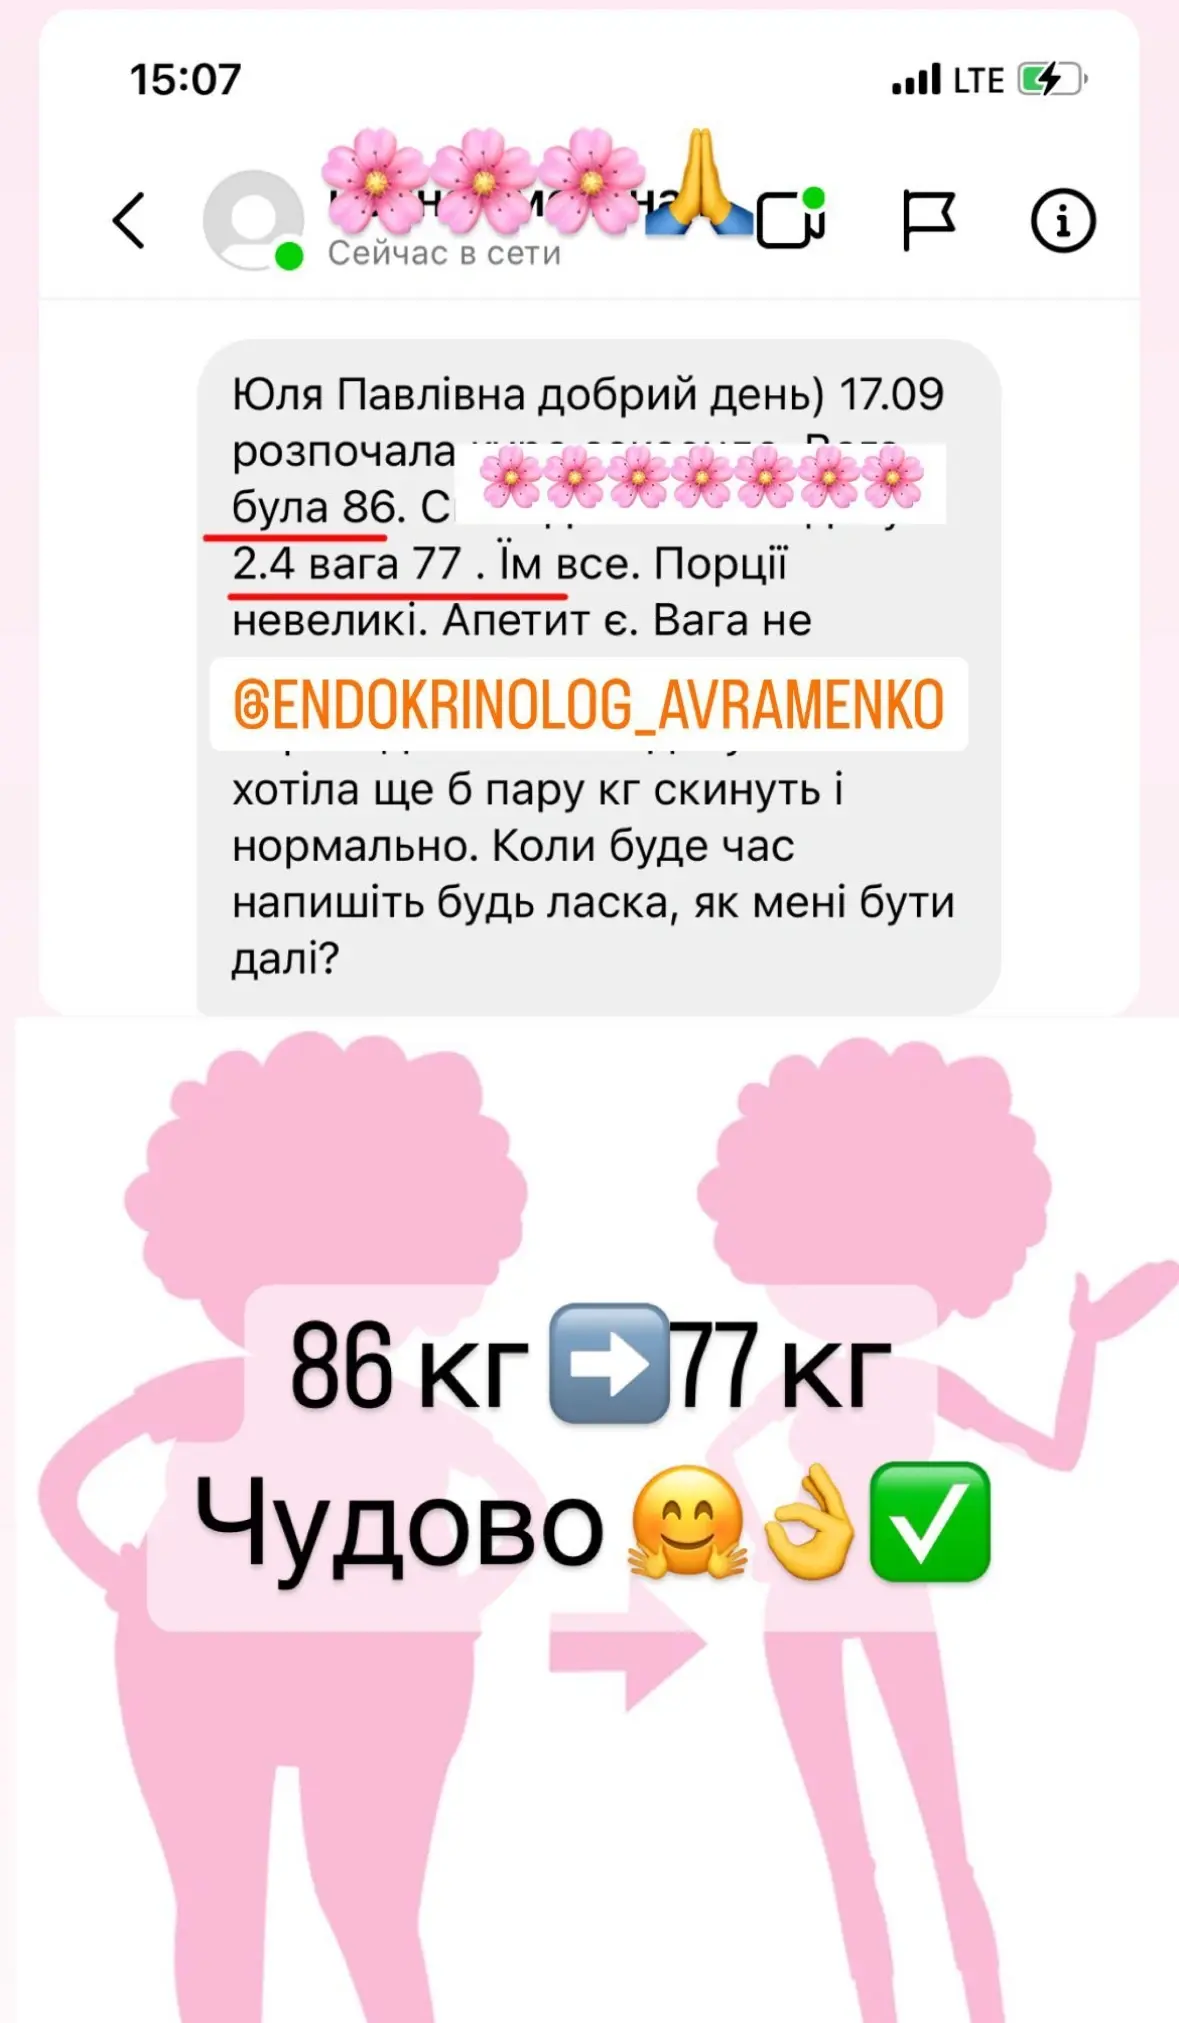 15:07
LTE
Сейчас в сети
Юля Павлівна добрий день) 17.09
розпочала
була 86. С
2.4 вага 77 . Їм все. Порції
невеликі. Апетит є. Вага не
@ENDOKRINOLOG_AVRAMENKO
хотіла ще б пару кг скинуть і
нормально. Коли буде час
напишіть будь ласка, як мені бути
далі?
86 кг ➡️ 77 кг
Чудово 🤗👌✅